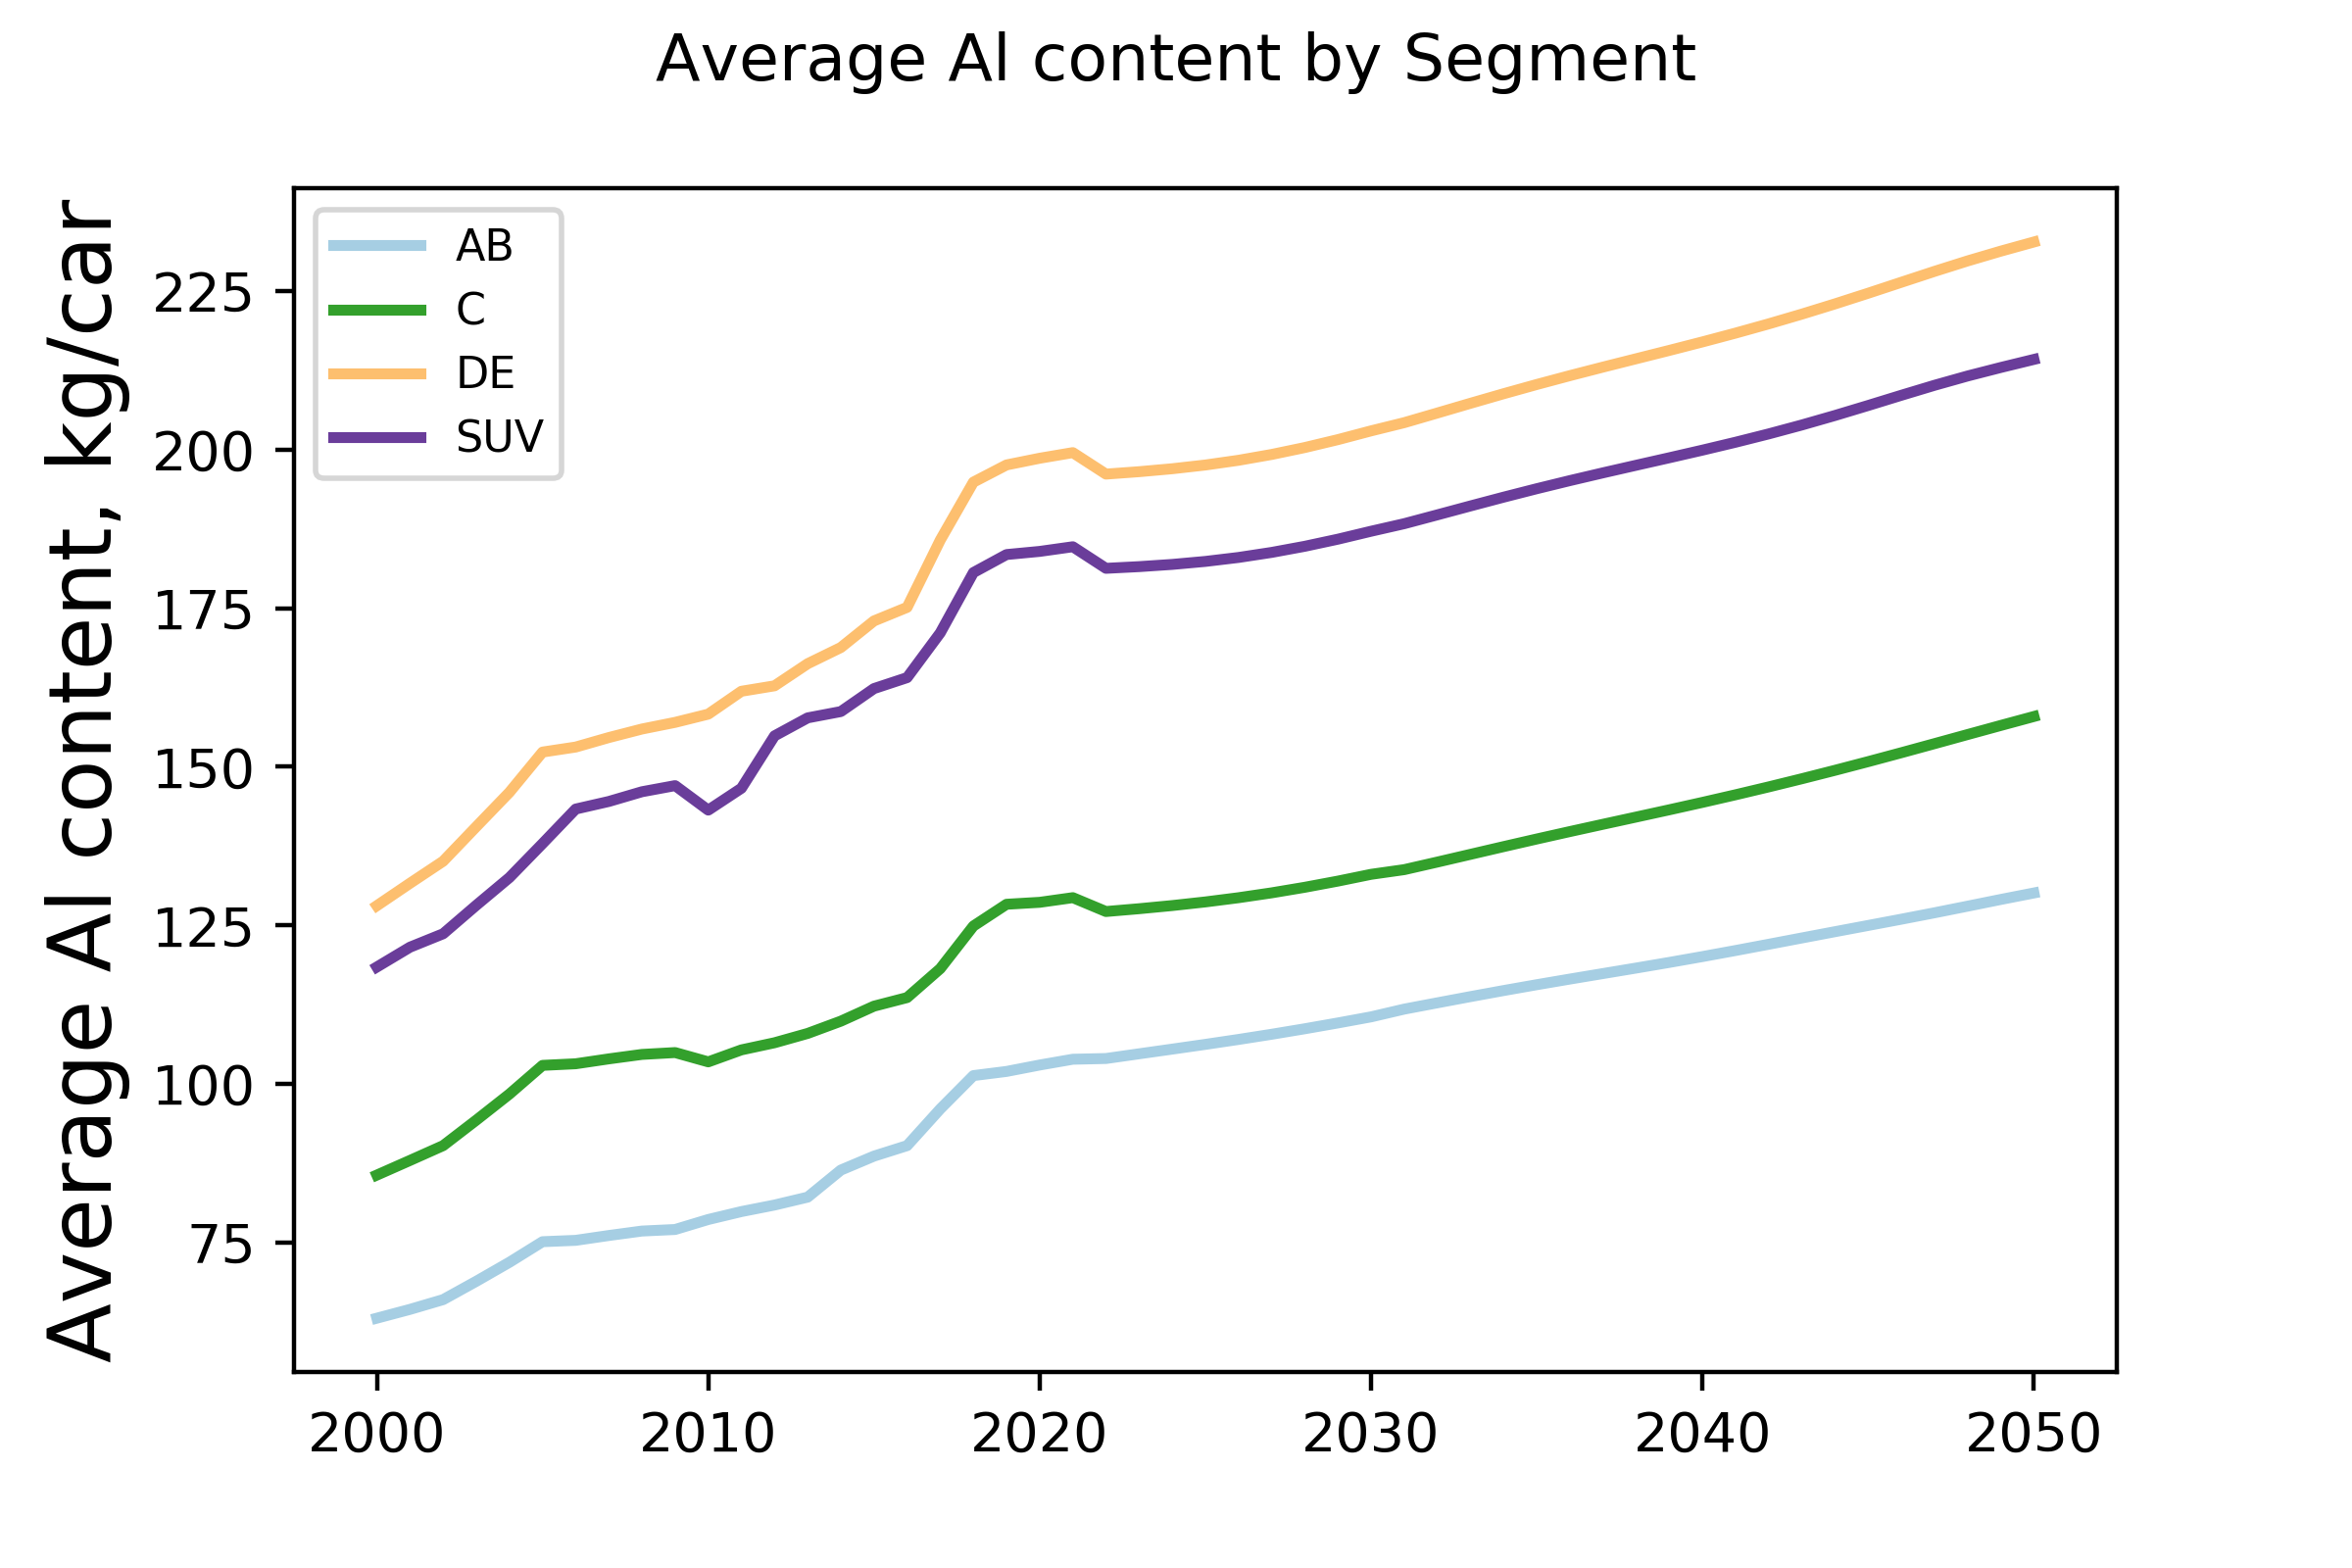 Average Al content by Segment
Average Al content, kg/car
225
200
175
150
125
100
75
AB
C
DE
SUV
2000 2010 2020 2030 2040 2050